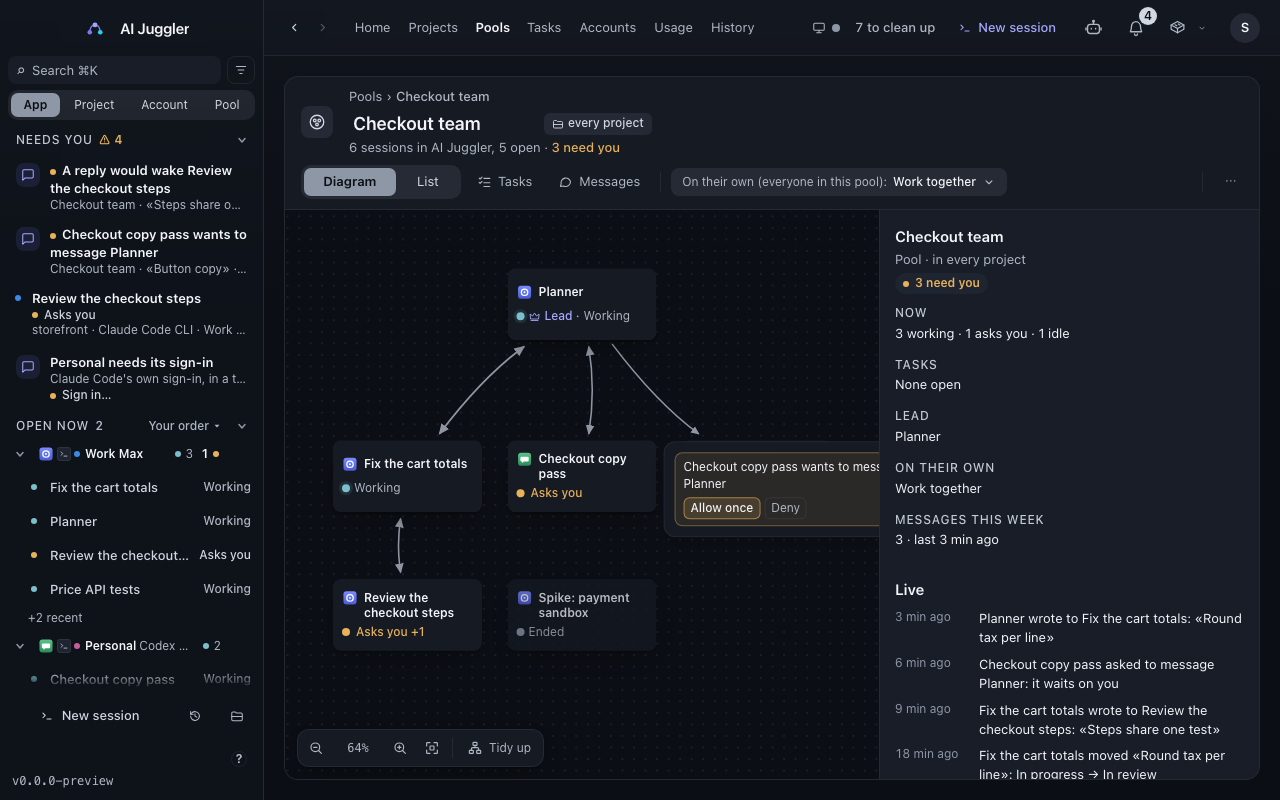 AI Juggler
Search ⌘K
App Project Account Pool
NEEDS YOU 4
A reply would wake Review
the checkout steps
Checkout team · «Steps share o…
Checkout copy pass wants to
message Planner
Checkout team · «Button copy» ·…
Review the checkout steps
Asks you
storefront · Claude Code CLI · Work …
Personal needs its sign-in
Claude Code's own sign-in, in a t…
Sign in…
OPEN NOW 2 Your order
Work Max 3 1
Fix the cart totals Working
Planner Working
Review the checkout… Asks you
Price API tests Working
+2 recent
Personal Codex … 2
Checkout copy pass Working
New session
?
v0.0.0-preview
Home Projects Pools Tasks Accounts Usage History
7 to clean up
New session
4
S
Pools › Checkout team
Checkout team
every project
6 sessions in AI Juggler, 5 open · 3 need you
Diagram List Tasks Messages
On their own (everyone in this pool): Work together
…
Planner
Lead · Working
Fix the cart totals
Working
Checkout copy
pass
Asks you
Checkout copy pass wants to mess
Planner
Allow once Deny
Review the
checkout steps
Asks you +1
Spike: payment
sandbox
Ended
64%
Tidy up
Checkout team
Pool · in every project
3 need you
NOW
3 working · 1 asks you · 1 idle
TASKS
None open
LEAD
Planner
ON THEIR OWN
Work together
MESSAGES THIS WEEK
3 · last 3 min ago
Live
3 min ago Planner wrote to Fix the cart totals: «Round
tax per line»
6 min ago Checkout copy pass asked to message
Planner: it waits on you
9 min ago Fix the cart totals wrote to Review the
checkout steps: «Steps share one test»
18 min ago Fix the cart totals moved «Round tax per
line»: In progress → In review